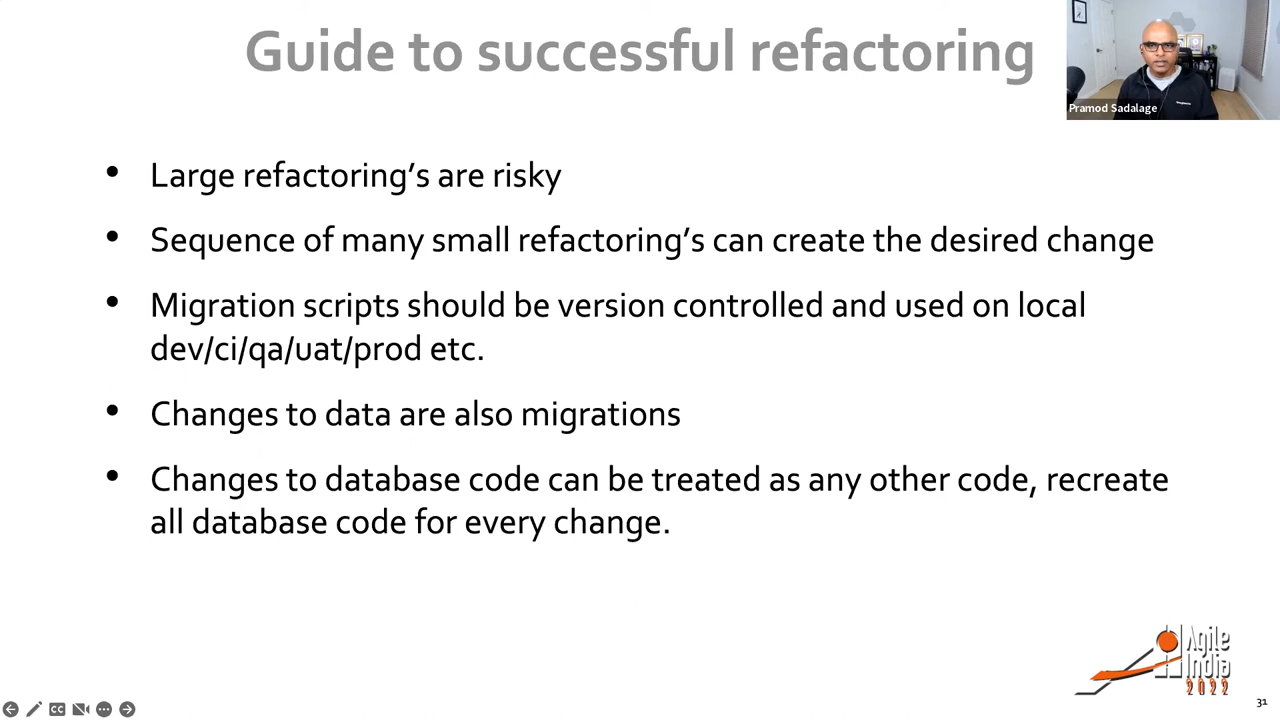 Guide to successful refactoring
Pramod Sadalage
• Large refactoring’s are risky
• Sequence of many small refactoring’s can create the desired change
• Migration scripts should be version controlled and used on local
dev/ci/qa/uat/prod etc.
• Changes to data are also migrations
• Changes to database code can be treated as any other code, recreate
all database code for every change.
Agile
India
2022
31
CC